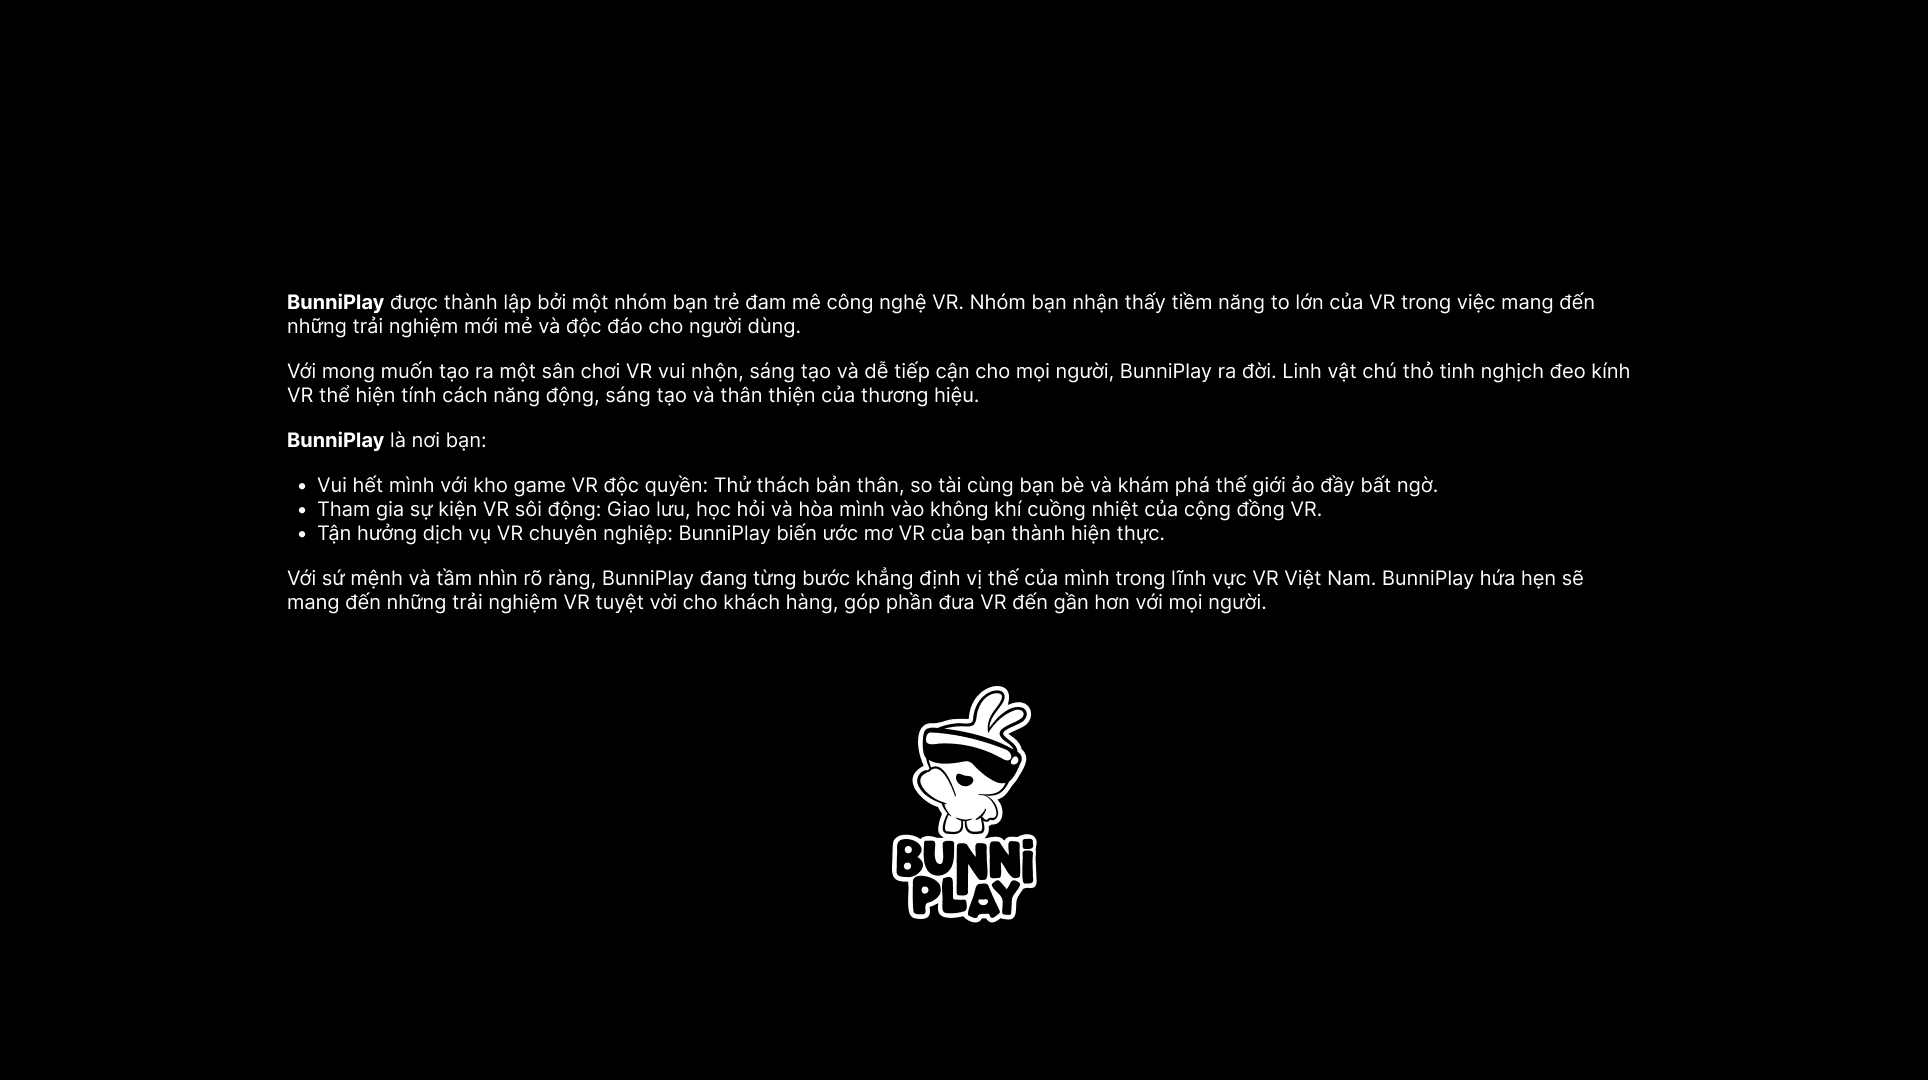 BunniPlay được thành lập bởi một nhóm bạn trẻ đam mê công nghệ VR. Nhóm bạn nhận thấy tiềm năng to lớn của VR trong việc mang đến
những trải nghiệm mới mẻ và độc đáo cho người dùng.
Với mong muốn tạo ra một sân chơi VR vui nhộn, sáng tạo và dễ tiếp cận cho mọi người, BunniPlay ra đời. Linh vật chú thỏ tinh nghịch đeo kính
VR thể hiện tính cách năng động, sáng tạo và thân thiện của thương hiệu.
BunniPlay là nơi bạn:
• Vui hết mình với kho game VR độc quyền: Thử thách bản thân, so tài cùng bạn bè và khám phá thế giới ảo đầy bất ngờ.
• Tham gia sự kiện VR sôi động: Giao lưu, học hỏi và hòa mình vào không khí cuồng nhiệt của cộng đồng VR.
• Tận hưởng dịch vụ VR chuyên nghiệp: BunniPlay biến ước mơ VR của bạn thành hiện thực.
Với sứ mệnh và tầm nhìn rõ ràng, BunniPlay đang từng bước khẳng định vị thế của mình trong lĩnh vực VR Việt Nam. BunniPlay hứa hẹn sẽ
mang đến những trải nghiệm VR tuyệt vời cho khách hàng, góp phần đưa VR đến gần hơn với mọi người.
BUNNi
PLAY